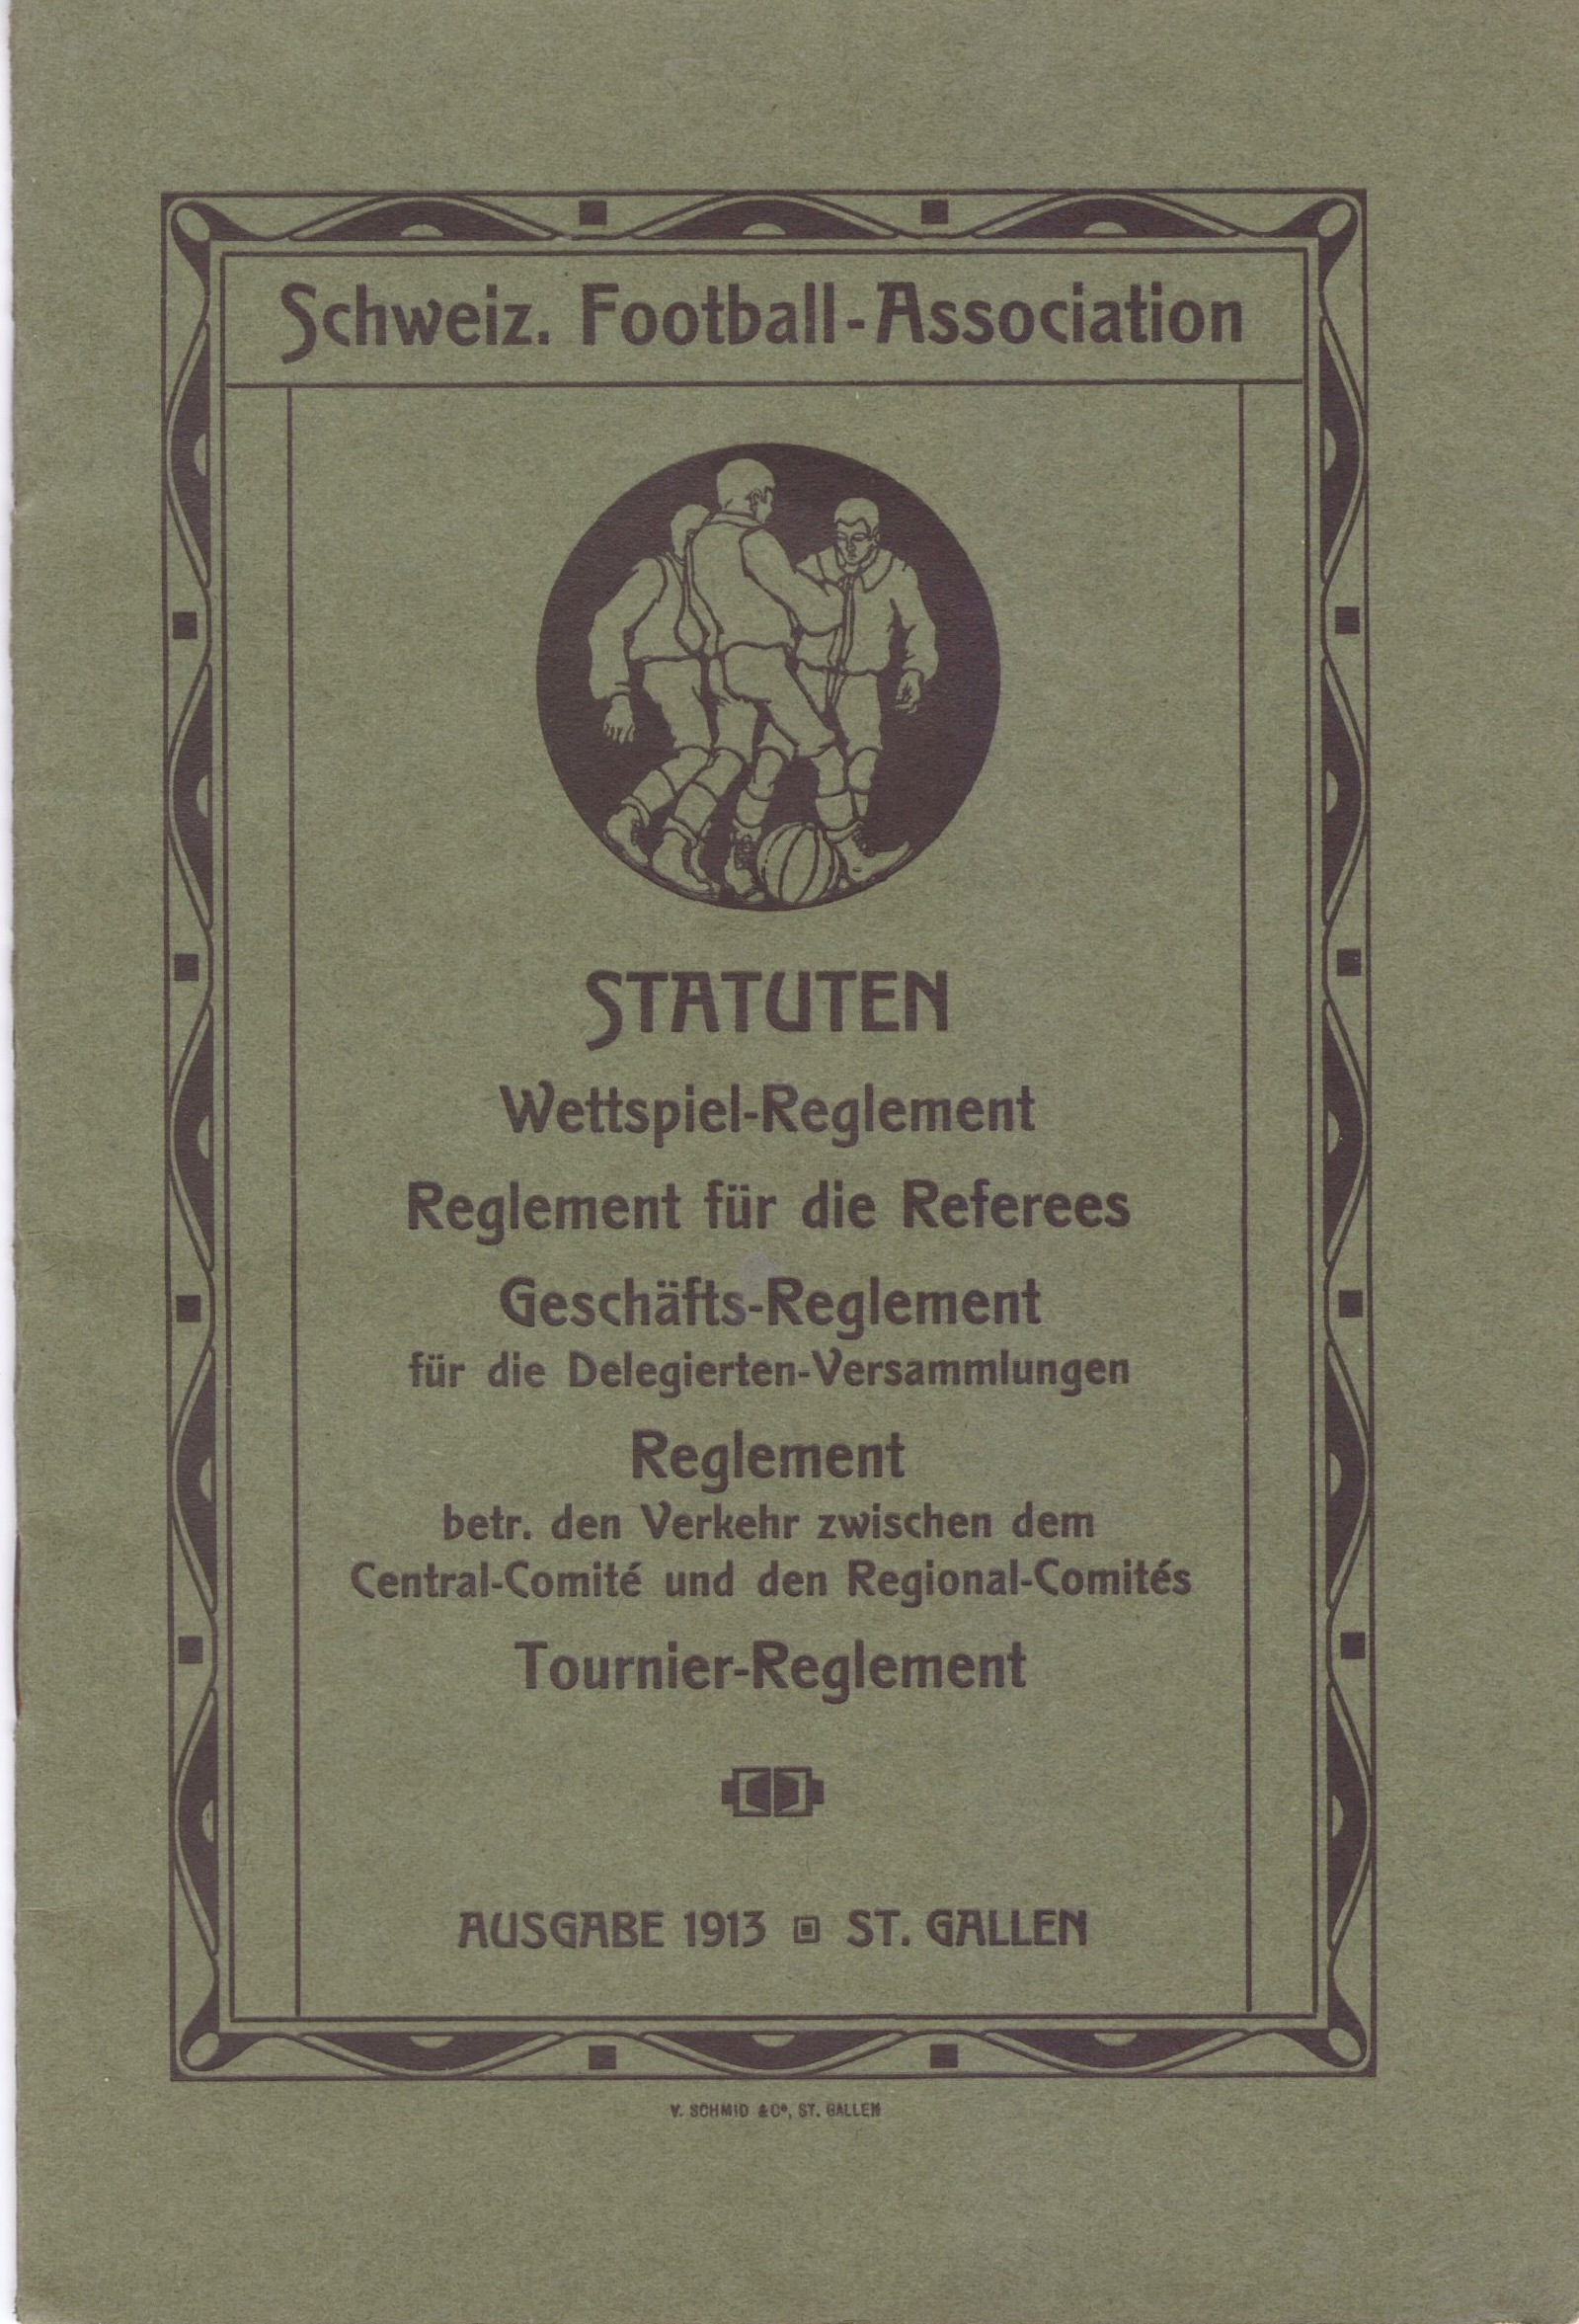 Schweiz. Football-Association
STATUTEN
Wettspiel-Reglement
Reglement für die Referees
Geschäfts-Reglement
für die Delegierten-Versammlungen
Reglement
betr. den Verkehr zwischen dem
Central-Comité und den Regional-Comités
Tournier-Reglement
AUSGABE 1913 ST. GALLEN
V. SCHMID & Co, ST. GALLEN